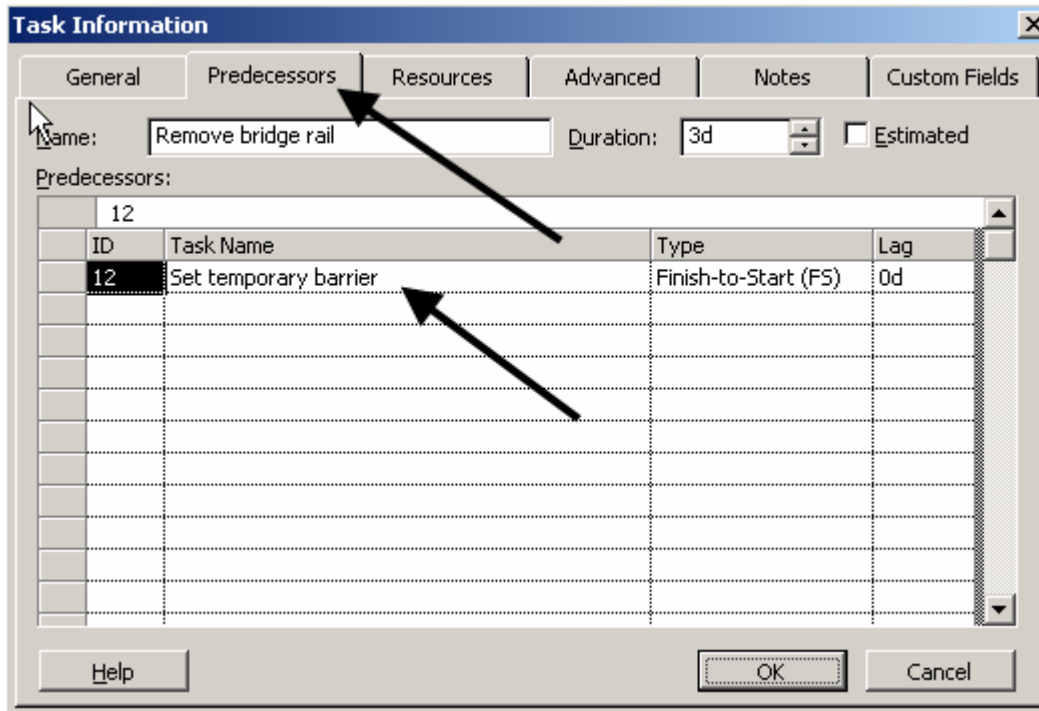 Task Information
General Predecessors Resources Advanced Notes Custom Fields
Name: Remove bridge rail Duration: 3d Estimated
Predecessors:
12
ID Task Name Type Lag
12 Set temporary barrier Finish-to-Start (FS) 0d
Help OK Cancel